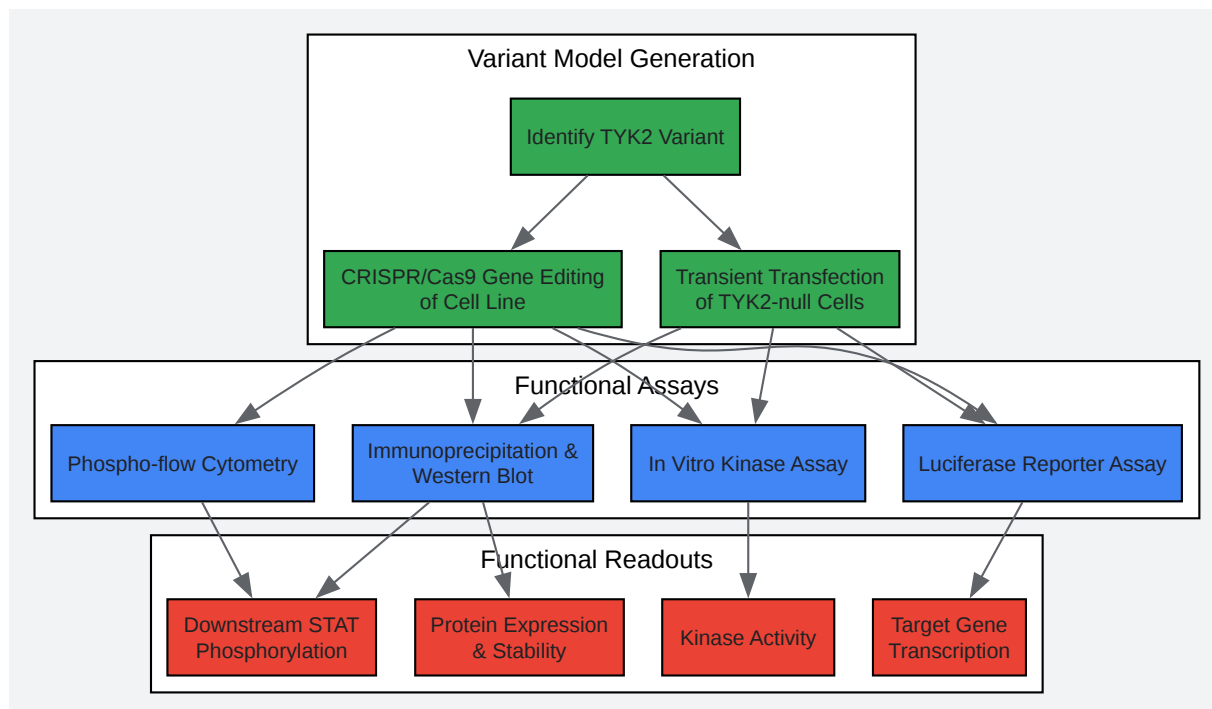 Variant Model Generation
Identify TYK2 Variant
CRISPR/Cas9 Gene Editing
of Cell Line
Transient Transfection
of TYK2-null Cells
Functional Assays
Phospho-flow Cytometry
Immunoprecipitation &
Western Blot
In Vitro Kinase Assay
Luciferase Reporter Assay
Functional Readouts
Downstream STAT
Phosphorylation
Protein Expression
& Stability
Kinase Activity
Target Gene
Transcription